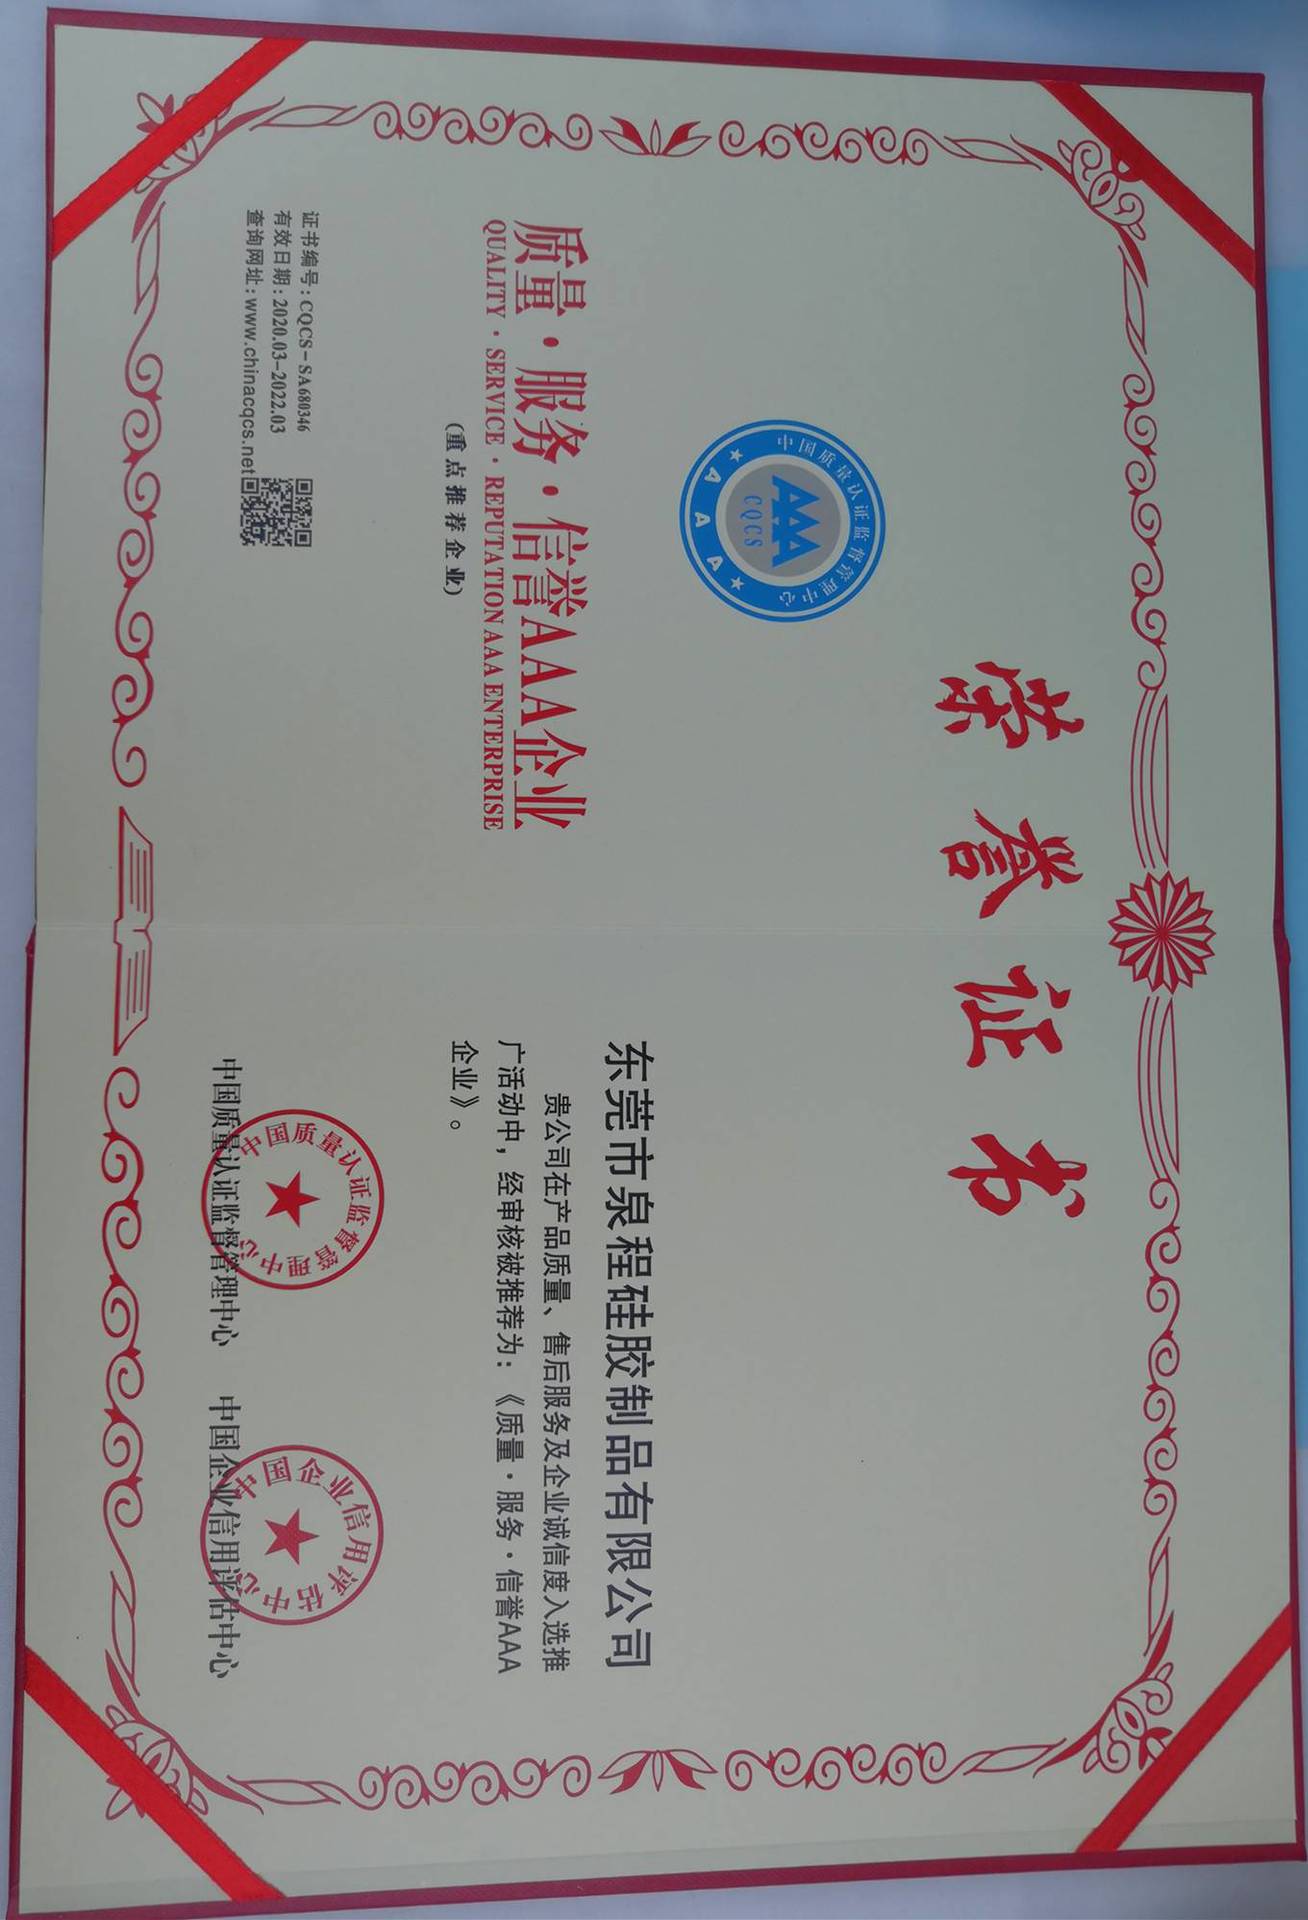 荣誉证书
中国质量认证监督管理中心
AAA
CQCS
AAA
质量·服务·信誉AAA企业
QUALITY·SERVICE·REPUTATION AAA ENTERPRISE
(重点推荐企业)
证书编号:CQCS-SA680346
有效日期:2020.03-2022.03
查询网址:www.chinacqcs.net
东莞市泉程硅胶制品有限公司
贵公司在产品质量、售后服务及企业诚信度入选推
广活动中，经审核被推荐为：《质量·服务·信誉AAA
企业》。
中国质量认证监督管理中心
中国质量认证监督管理中心
中国企业信用评估中心
中国企业信用评估中心